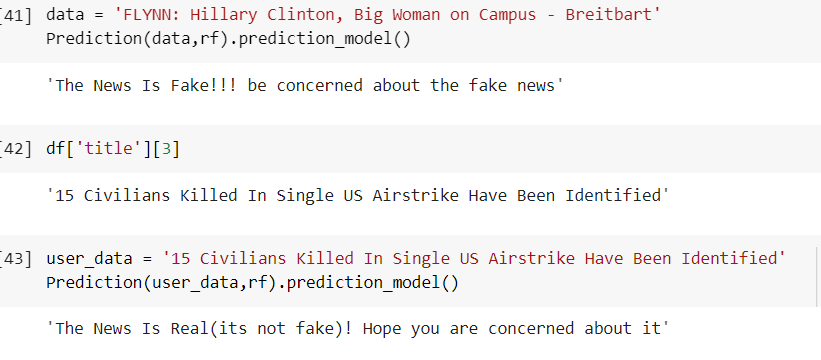 [41] data = 'FLYNN: Hillary Clinton, Big Woman on Campus - Breitbart'
Prediction(data,rf).prediction_model()
'The News Is Fake!!! be concerned about the fake news'
[42] df['title'][3]
'15 Civilians Killed In Single US Airstrike Have Been Identified'
[43] user_data = '15 Civilians Killed In Single US Airstrike Have Been Identified'
Prediction(user_data,rf).prediction_model()
'The News Is Real(its not fake)! Hope you are concerned about it'